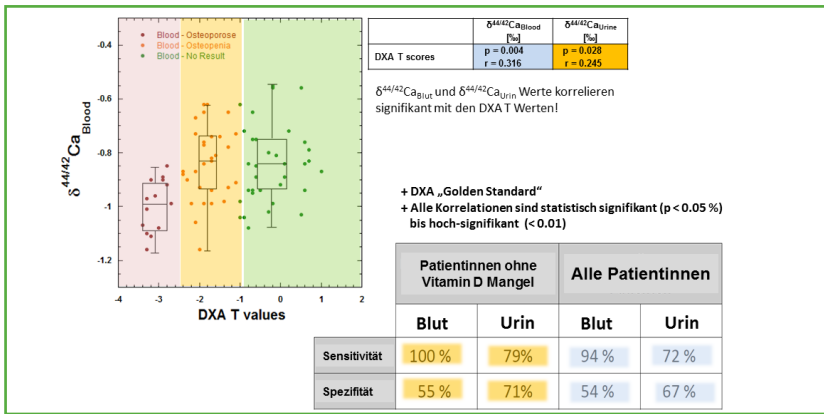 Blood - Osteoporose
Blood - Osteopenia
Blood - No Result
-0.4
-0.6
-0.8
-1
-1.2
δ44/42CaBlood
-4 -3 -2 -1 0 1 2
DXA T values
δ44/42CaBlood δ44/42CaUrine
[‰] [‰]
DXA T scores
p = 0.004 p = 0.028
r = 0.316 r = 0.245
δ44/42CaBlut und δ44/42CaUrin Werte korrelieren
signifikant mit den DXA T Werten!
+ DXA „Golden Standard“
+ Alle Korrelationen sind statistisch signifikant (p < 0.05 %)
bis hoch-signifikant (< 0.01)
Patientinnen ohne
Vitamin D Mangel
Alle Patientinnen
Blut Urin Blut Urin
Sensitivität 100 % 79% 94 % 72 %
Spezifität 55 % 71% 54 % 67 %